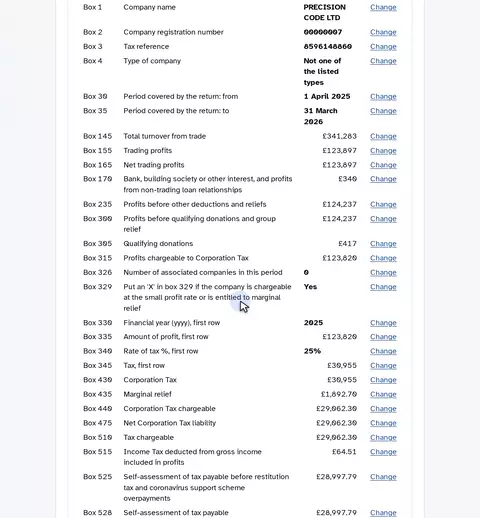 Box 1 Company name PRECISION CODE LTD Change
Box 2 Company registration number 00000007 Change
Box 3 Tax reference 8596148860 Change
Box 4 Type of company Not one of the listed types Change
Box 30 Period covered by the return: from 1 April 2025 Change
Box 35 Period covered by the return: to 31 March 2026 Change
Box 145 Total turnover from trade £341,283 Change
Box 155 Trading profits £123,897 Change
Box 165 Net trading profits £123,897 Change
Box 170 Bank, building society or other interest, and profits from non-trading loan relationships £340 Change
Box 235 Profits before other deductions and reliefs £124,237 Change
Box 300 Profits before qualifying donations and group relief £124,237 Change
Box 305 Qualifying donations £417 Change
Box 315 Profits chargeable to Corporation Tax £123,820 Change
Box 326 Number of associated companies in this period 0 Change
Box 329 Put an 'X' in box 329 if the company is chargeable at the small profit rate or is entitled to marginal relief Yes Change
Box 330 Financial year (yyyy), first row 2025 Change
Box 335 Amount of profit, first row £123,820 Change
Box 340 Rate of tax %, first row 25% Change
Box 345 Tax, first row £30,955 Change
Box 430 Corporation Tax £30,955 Change
Box 435 Marginal relief £1,892.70 Change
Box 440 Corporation Tax chargeable £29,062.30 Change
Box 475 Net Corporation Tax liability £29,062.30 Change
Box 510 Tax chargeable £29,062.30 Change
Box 515 Income Tax deducted from gross income included in profits £64.51 Change
Box 525 Self-assessment of tax payable before restitution tax and coronavirus support scheme overpayments £28,997.79 Change
Box 528 Self-assessment of tax payable £28,997.79 Change